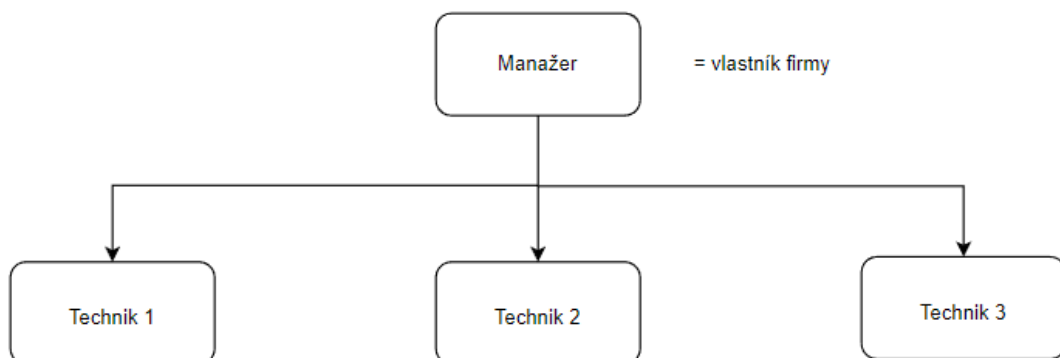 Manažer
= vlastník firmy
Technik 1
Technik 2
Technik 3